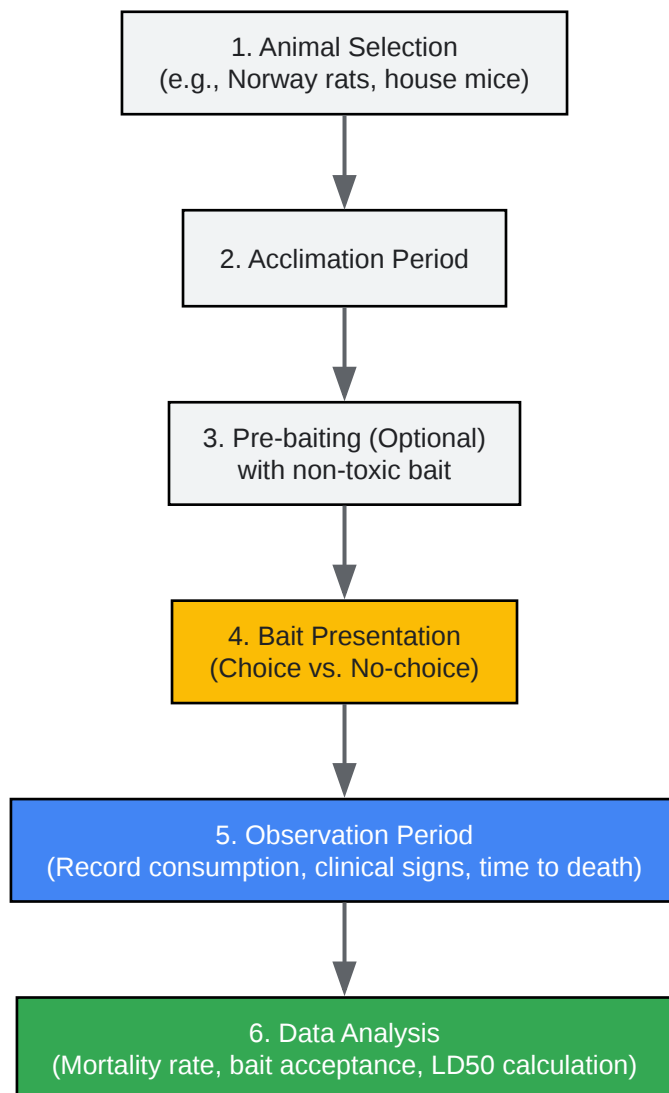 1. Animal Selection
(e.g., Norway rats, house mice)
2. Acclimation Period
3. Pre-baiting (Optional)
with non-toxic bait
4. Bait Presentation
(Choice vs. No-choice)
5. Observation Period
(Record consumption, clinical signs, time to death)
6. Data Analysis
(Mortality rate, bait acceptance, LD50 calculation)